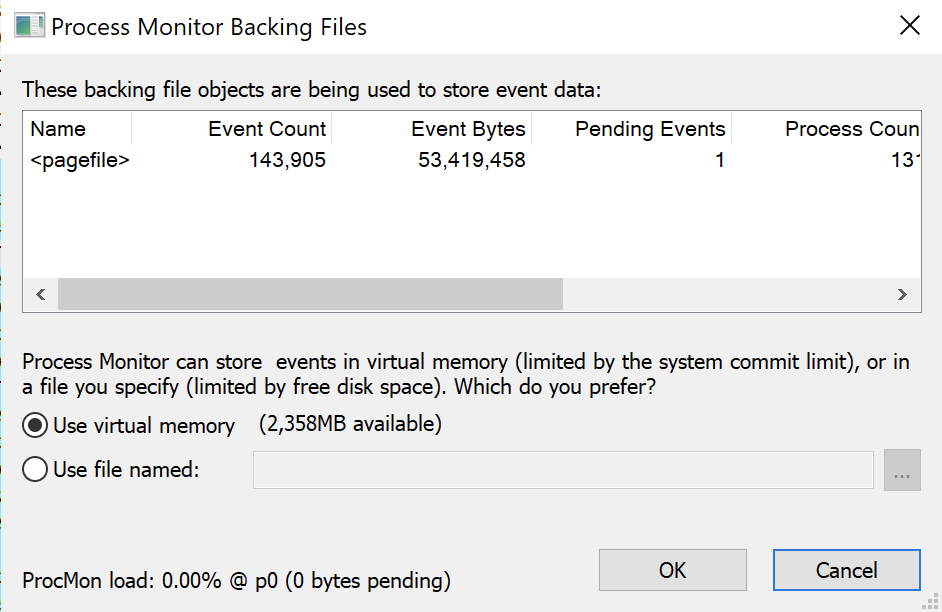 Process Monitor Backing Files
These backing file objects are being used to store event data:
Name Event Count Event Bytes Pending Events Process Coun
<pagefile> 143,905 53,419,458 1 131
Process Monitor can store  events in virtual memory (limited by the system commit limit), or in
a file you specify (limited by free disk space). Which do you prefer?
Use virtual memory (2,358MB available)
Use file named:
...
ProcMon load: 0.00% @ p0 (0 bytes pending)
OK Cancel